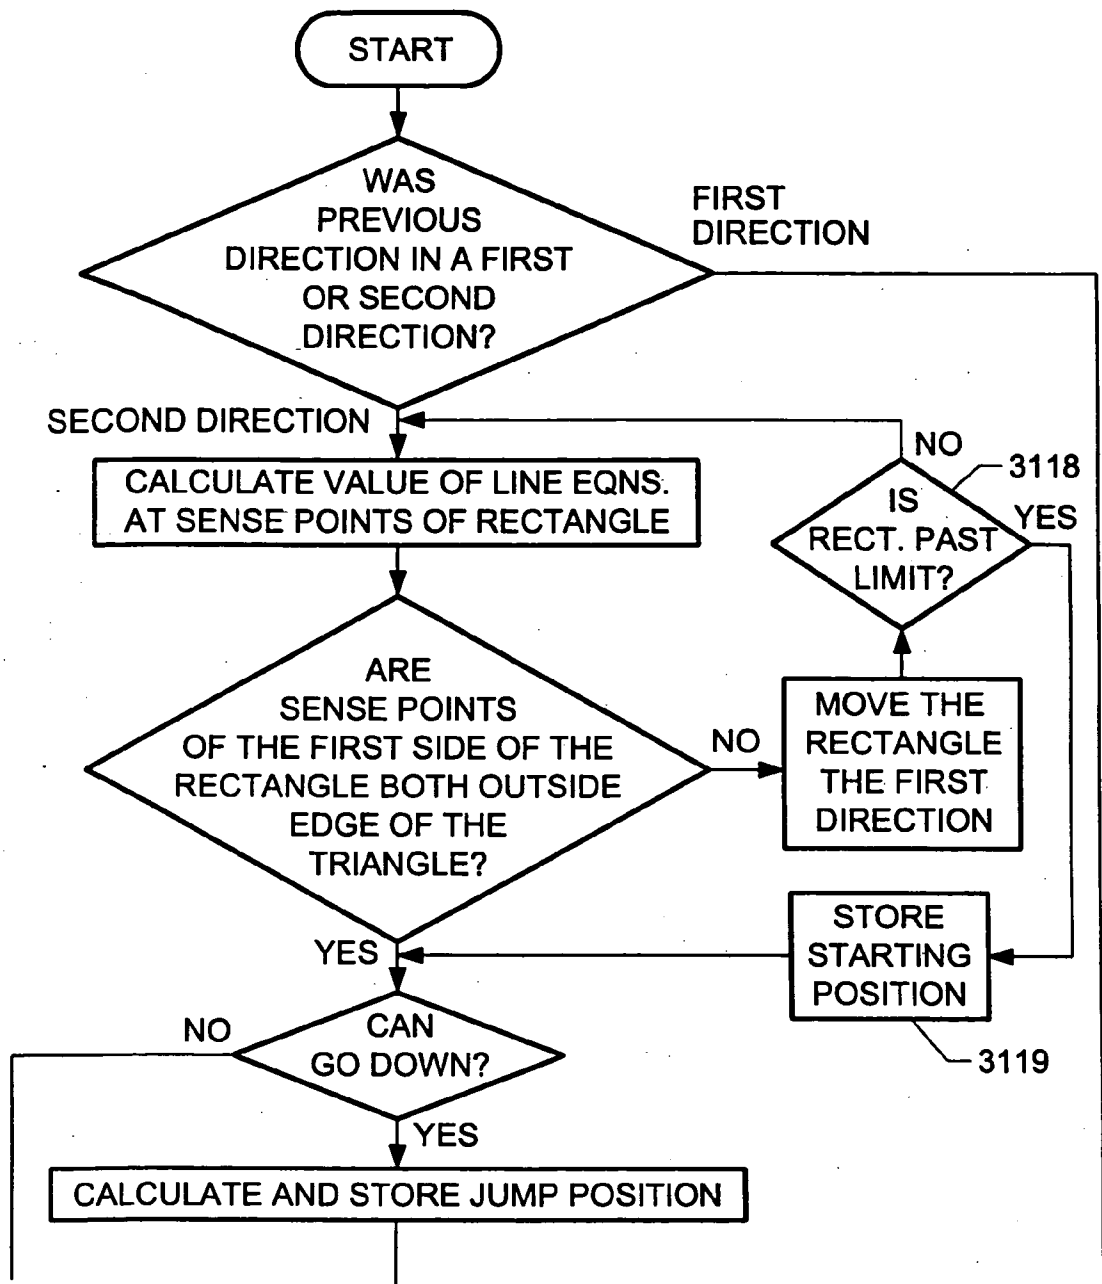 START
WAS
PREVIOUS
DIRECTION IN A FIRST
OR SECOND
DIRECTION?
FIRST
DIRECTION
SECOND DIRECTION
CALCULATE VALUE OF LINE EQNS.
AT SENSE POINTS OF RECTANGLE
NO
3118
IS
RECT. PAST
LIMIT?
YES
ARE
SENSE POINTS
OF THE FIRST SIDE OF THE
RECTANGLE BOTH OUTSIDE
EDGE OF THE
TRIANGLE?
NO
MOVE THE
RECTANGLE
THE FIRST
DIRECTION
YES
STORE
STARTING
POSITION
3119
NO
CAN
GO DOWN?
YES
CALCULATE AND STORE JUMP POSITION